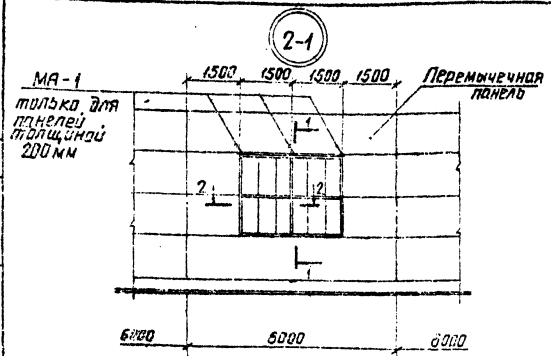 2-1
1500 1500 1500 1500
МА-1
только для
панелей
толщиной
200 мм
Перемычечная
панель
1
2 2
1
6000 6000 6000